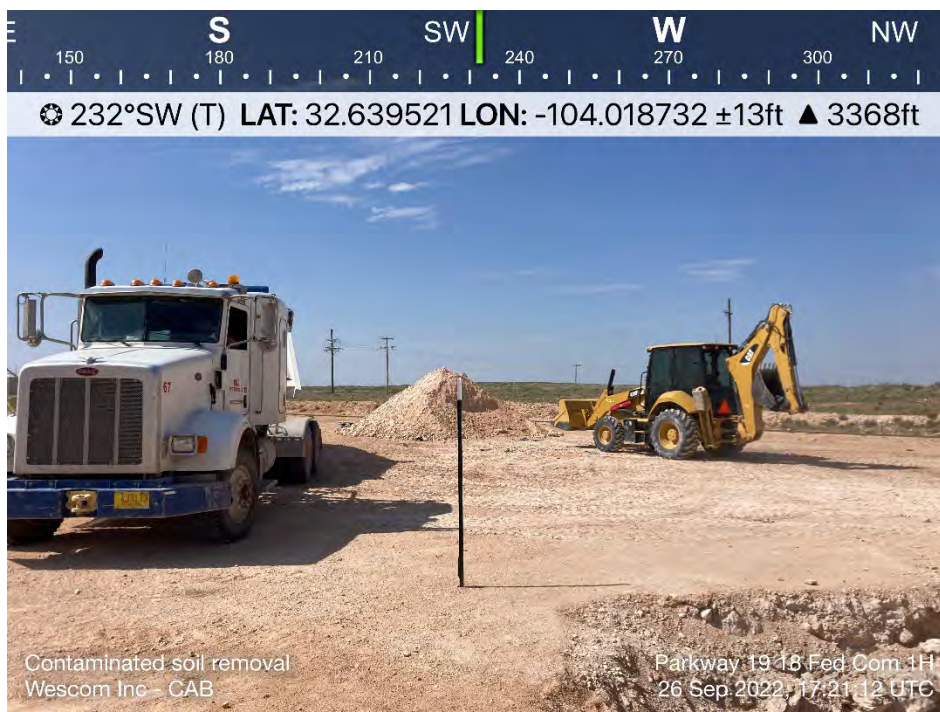 E S SW W NW
150 180 210 240 270 300
232°SW (T) LAT: 32.639521 LON: -104.018732 ±13ft ▲ 3368ft
67
CAT
Contaminated soil removal
Wescom Inc - CAB
Parkway 19 18 Fed Com 1H
26 Sep 2022, 17:21:12 UTC